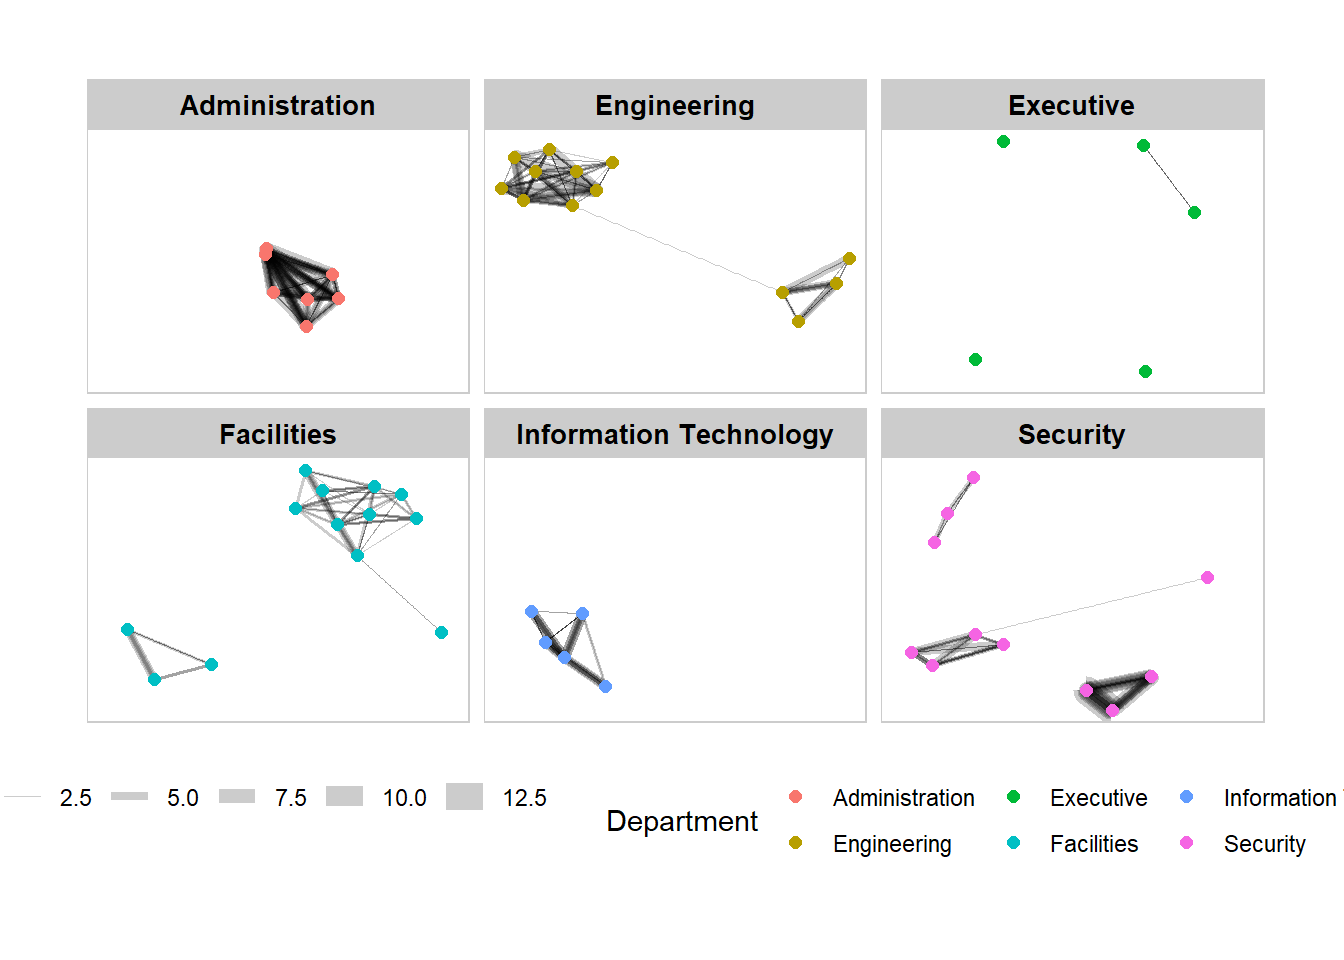 Administration
Engineering
Executive
Facilities
Information Technology
Security
2.5 5.0 7.5 10.0 12.5
Department
Administration Executive Information
Engineering Facilities Security